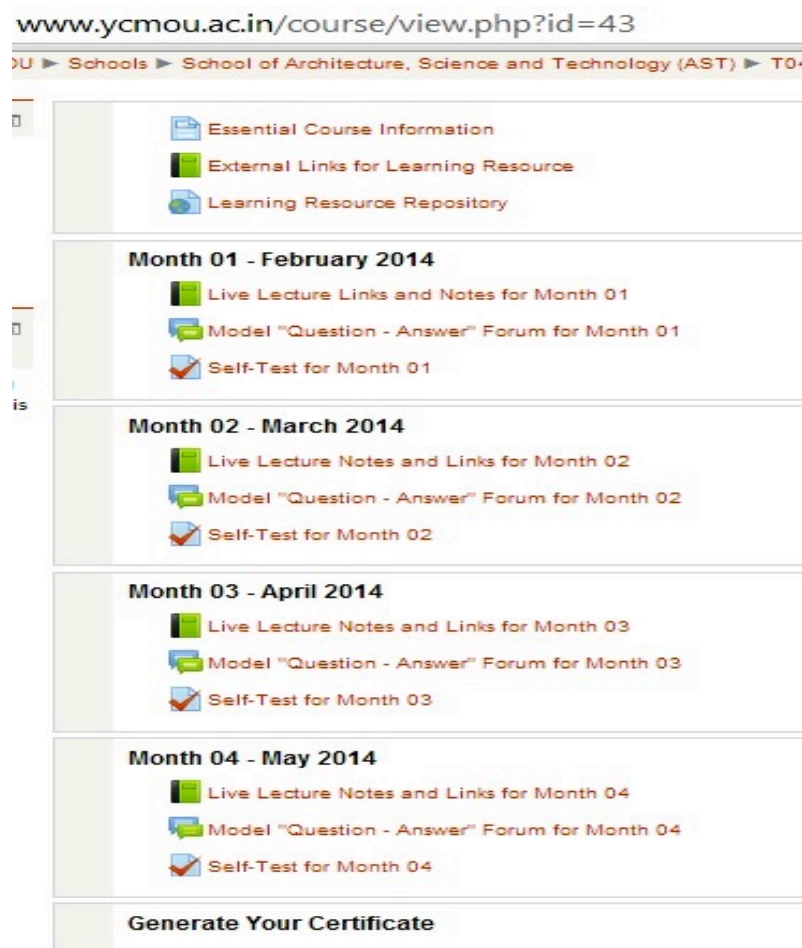 www.ycmou.ac.in/course/view.php?id=43
OU ► Schools ► School of Architecture, Science and Technology (AST) ► T04
Essential Course Information
External Links for Learning Resource
Learning Resource Repository
Month 01 - February 2014
Live Lecture Links and Notes for Month 01
Model "Question - Answer" Forum for Month 01
Self-Test for Month 01
is
Month 02 - March 2014
Live Lecture Notes and Links for Month 02
Model "Question - Answer" Forum for Month 02
Self-Test for Month 02
Month 03 - April 2014
Live Lecture Notes and Links for Month 03
Model "Question - Answer" Forum for Month 03
Self-Test for Month 03
Month 04 - May 2014
Live Lecture Notes and Links for Month 04
Model "Question - Answer" Forum for Month 04
Self-Test for Month 04
Generate Your Certificate